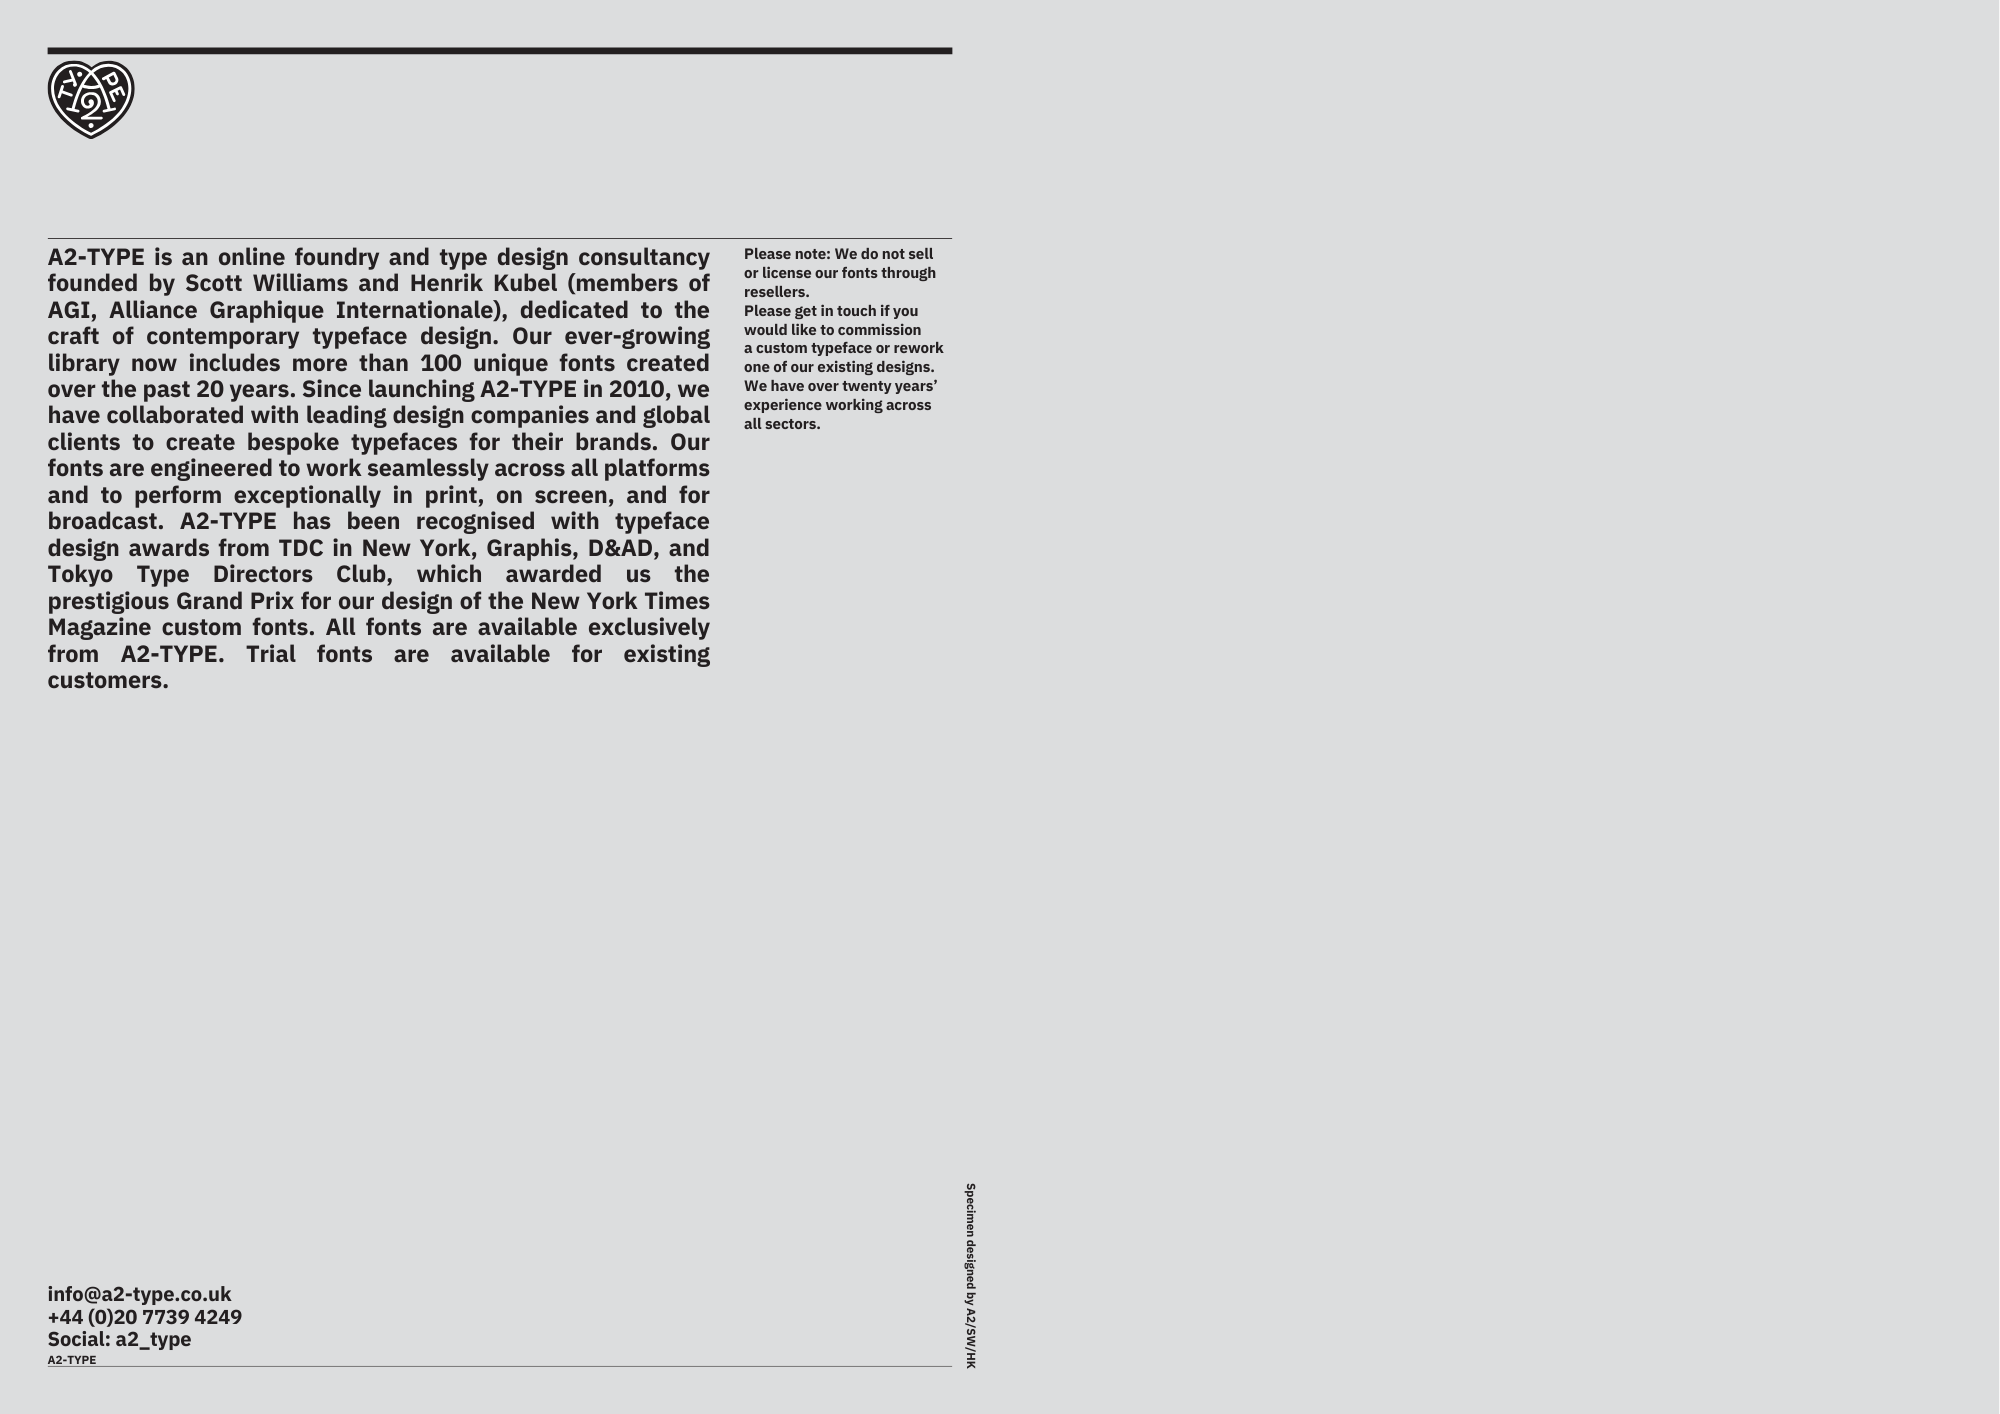 TY PE
A2
A2-TYPE is an online foundry and type design consultancy
founded by Scott Williams and Henrik Kubel (members of
AGI, Alliance Graphique Internationale), dedicated to the
craft of contemporary typeface design. Our ever-growing
library now includes more than 100 unique fonts created
over the past 20 years. Since launching A2-TYPE in 2010, we
have collaborated with leading design companies and global
clients to create bespoke typefaces for their brands. Our
fonts are engineered to work seamlessly across all platforms
and to perform exceptionally in print, on screen, and for
broadcast. A2-TYPE has been recognised with typeface
design awards from TDC in New York, Graphis, D&AD, and
Tokyo Type Directors Club, which awarded us the
prestigious Grand Prix for our design of the New York Times
Magazine custom fonts. All fonts are available exclusively
from A2-TYPE. Trial fonts are available for existing
customers.
Please note: We do not sell
or license our fonts through
resellers.
Please get in touch if you
would like to commission
a custom typeface or rework
one of our existing designs.
We have over twenty years’
experience working across
all sectors.
info@a2-type.co.uk
+44 (0)20 7739 4249
Social: a2_type
A2-TYPE
Specimen designed by A2/SW/HK